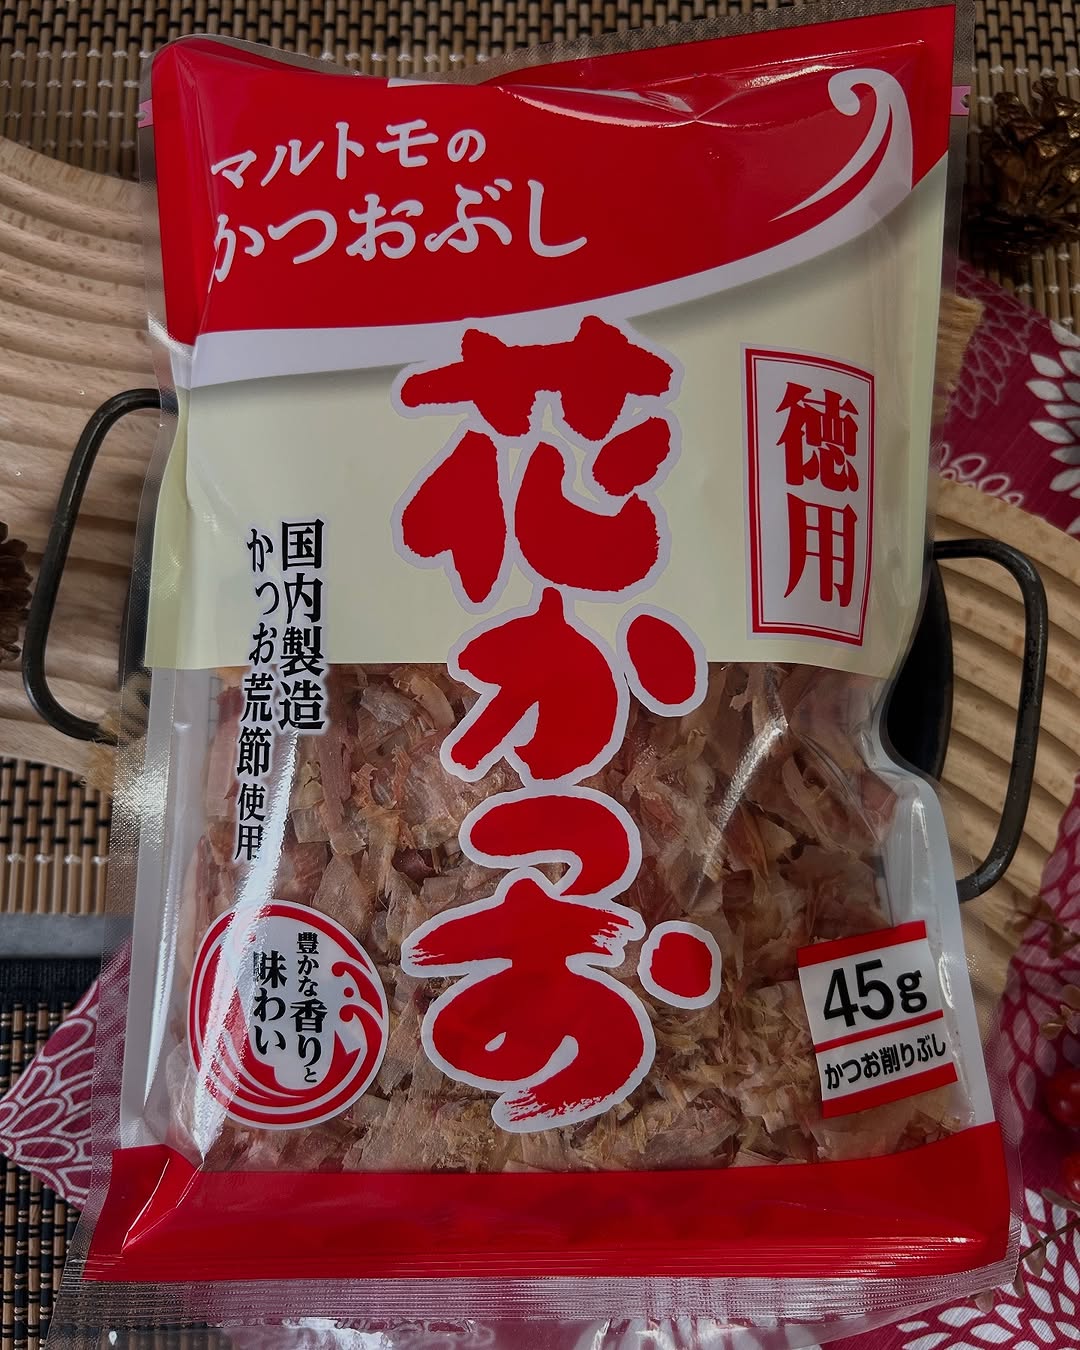 マルトモの
かつおぶし
花かつお
徳用
国内製造
かつお荒節使用
豊かな香りと
味わい
45g
かつお削りぶし